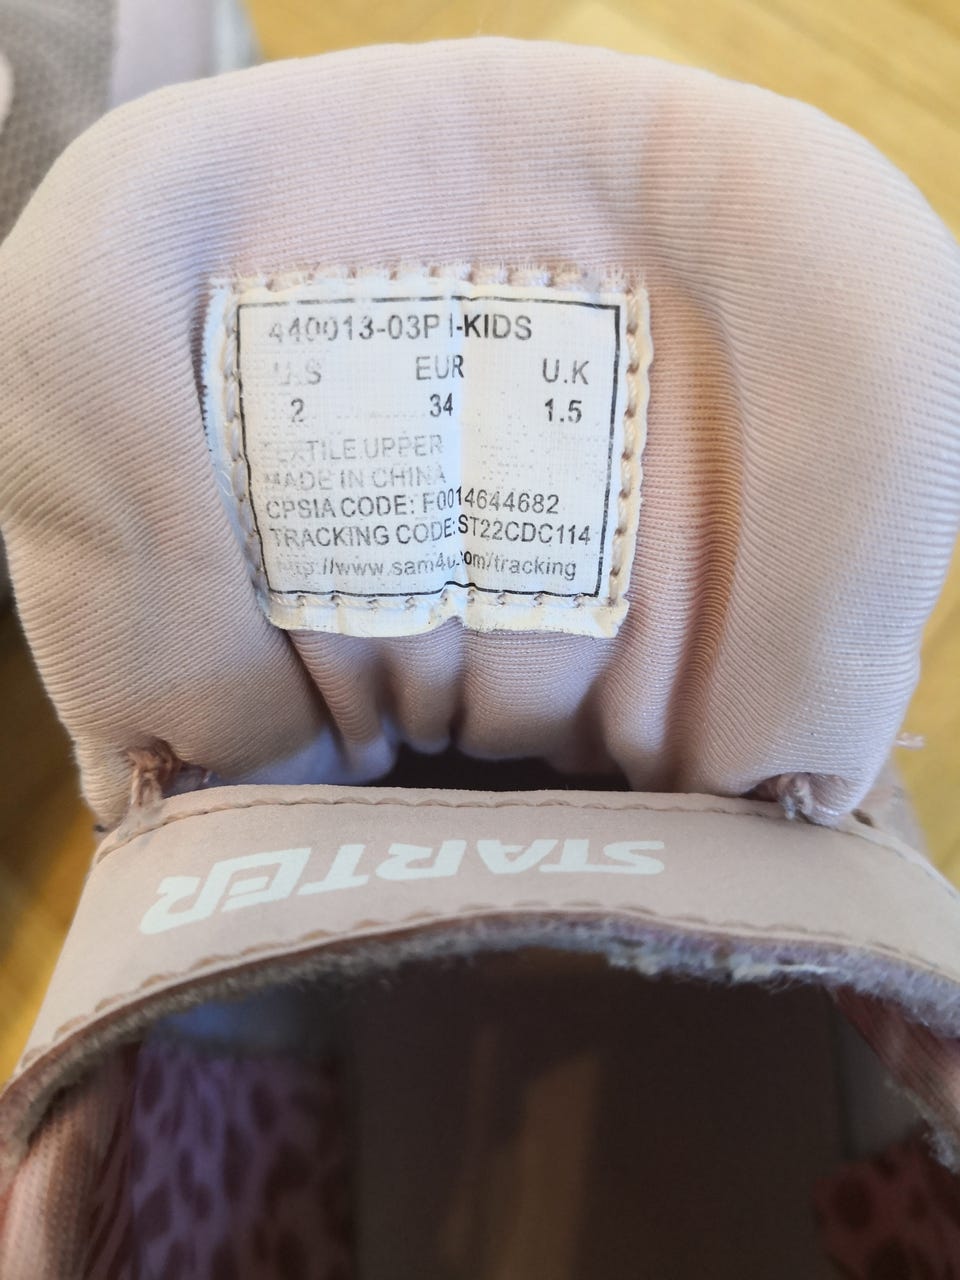 440013-03P I-KIDS
U.S EUR U.K
2 34 1.5
TEXTILE.UPPER
MADE IN CHINA
CPSIA CODE: F0014644682
TRACKING CODE:ST22CDC114
http://www.sam4u.com/tracking
STARTER